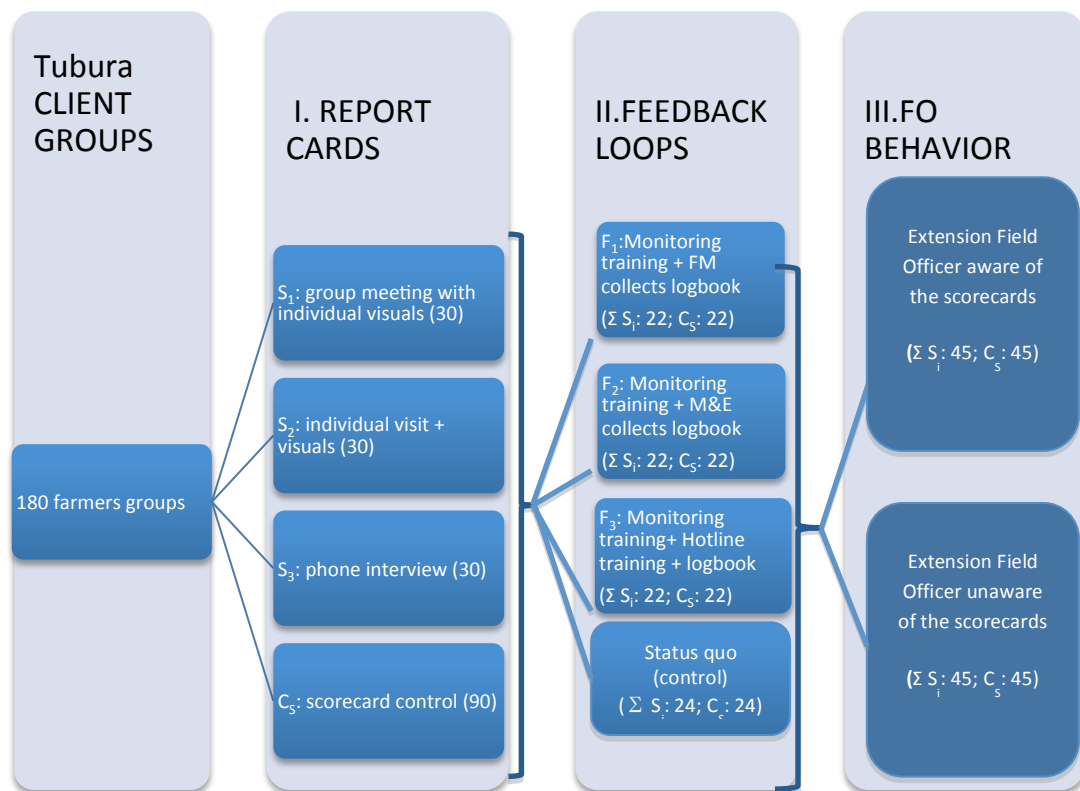 Tubura
CLIENT
GROUPS
180 farmers groups
I. REPORT
CARDS
S₁: group meeting with
individual visuals (30)
S₂: individual visit +
visuals (30)
S₃: phone interview (30)
Cₛ: scorecard control (90)
II.FEEDBACK
LOOPS
F₁:Monitoring
training + FM
collects logbook
(Σ Sᵢ: 22; Cₛ: 22)
F₂: Monitoring
training + M&E
collects logbook
(Σ Sᵢ: 22; Cₛ: 22)
F₃: Monitoring
training+ Hotline
training + logbook
(Σ Sᵢ: 22; Cₛ: 22)
Status quo
(control)
( Σ Sᵢ: 24; Cₛ: 24)
III.FO
BEHAVIOR
Extension Field
Officer aware of
the scorecards
(Σ Sᵢ: 45; Cₛ: 45)
Extension Field
Officer unaware
of the scorecards
(Σ Sᵢ: 45; Cₛ: 45)